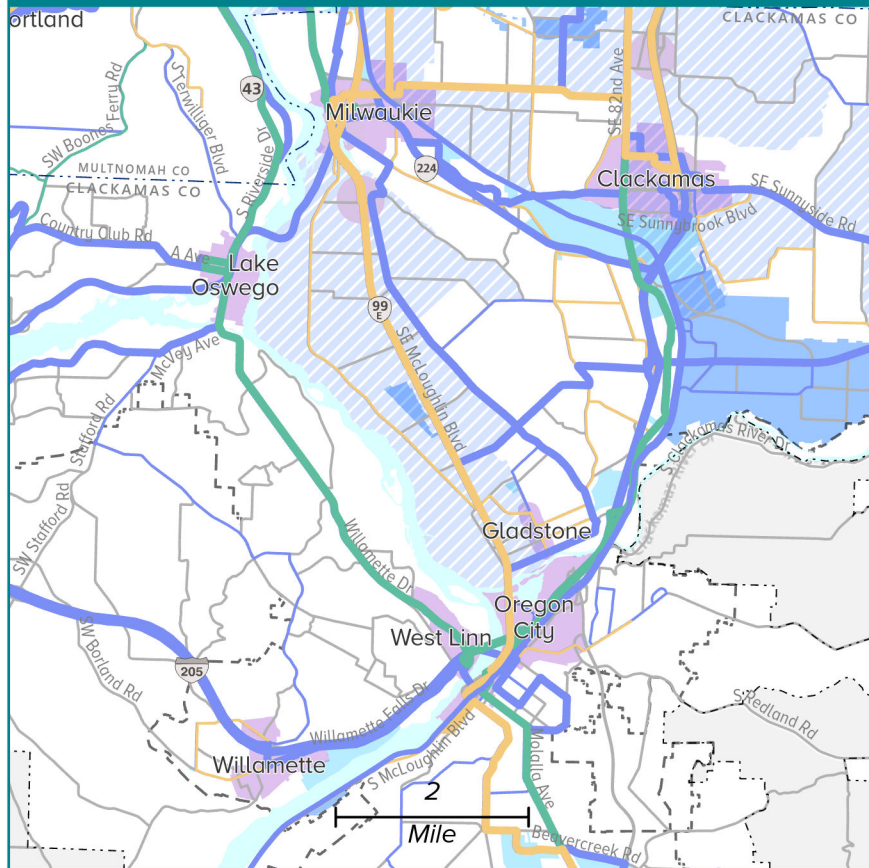 ortland
CLACKAMAS CO
SW Boones Ferry Rd
S Terwilliger Blvd
43
S Riverside Dr
Milwaukie
SE 82nd Ave
224
Clackamas
MULTNOMAH CO
CLACKAMAS CO
SE Sunnyside Rd
SE Sunnybrook Blvd
Country Club Rd
A Ave
Lake
Oswego
99
E
SE McLoughlin Blvd
McVey Ave
Stafford Rd
SW Stafford Rd
S Clackamas River Dr
Gladstone
Willamette Dr
Oregon
City
West Linn
205
SW Borland Rd
Willamette Falls Dr
Willamette
S McLoughlin Blvd
Molalla Ave
S Redland Rd
2
Mile
Beavercreek Rd